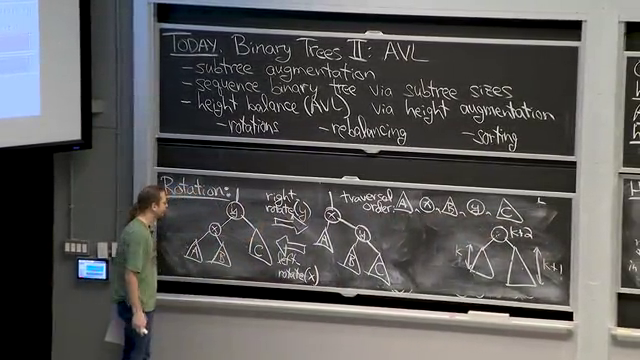 TODAY: Binary Trees II: AVL
- subtree augmentation
- sequence binary tree via subtree sizes
- height balance (AVL) via height augmentation
- rotations - rebalancing - sorting
Rotation:
right
rotate(y)
left
rotate(x)
y
x
A
B
C
x
A
y
B
C
traversal
order: A, x, B, y, C
k+2
k
k+1